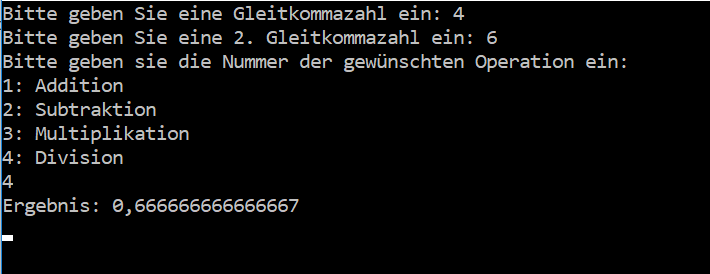 Bitte geben Sie eine Gleitkommazahl ein: 4
Bitte geben Sie eine 2. Gleitkommazahl ein: 6
Bitte geben sie die Nummer der gewünschten Operation ein:
1: Addition
2: Subtraktion
3: Multiplikation
4: Division
4
Ergebnis: 0,666666666666667